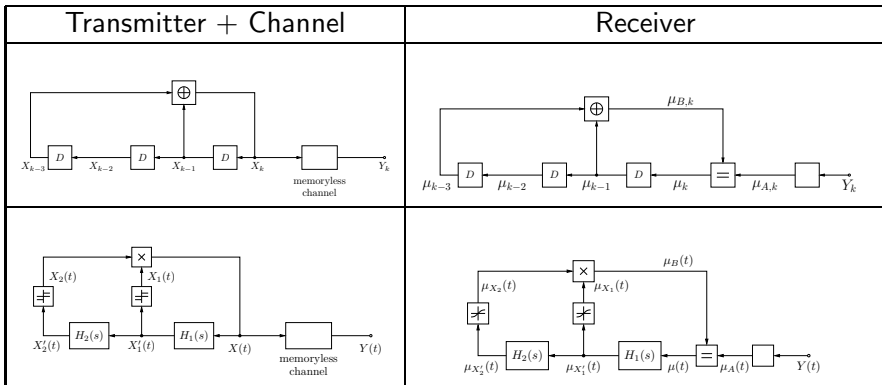 Transmitter + Channel
Receiver
⊕
X_{k-3} D X_{k-2} D X_{k-1} D X_k Y_k
memoryless
channel
μ_{B,k}
⊕
D D D =
μ_{k-3} μ_{k-2} μ_{k-1} μ_k μ_{A,k} Y_k
X_2(t) × X_1(t)
H_2(s) H_1(s)
X'_2(t) X'_1(t) X(t) Y(t)
memoryless
channel
μ_B(t)
μ_{X_2}(t) × μ_{X_1}(t)
H_2(s) H_1(s) =
μ_{X'_2}(t) μ_{X'_1}(t) μ(t) μ_A(t) Y(t)